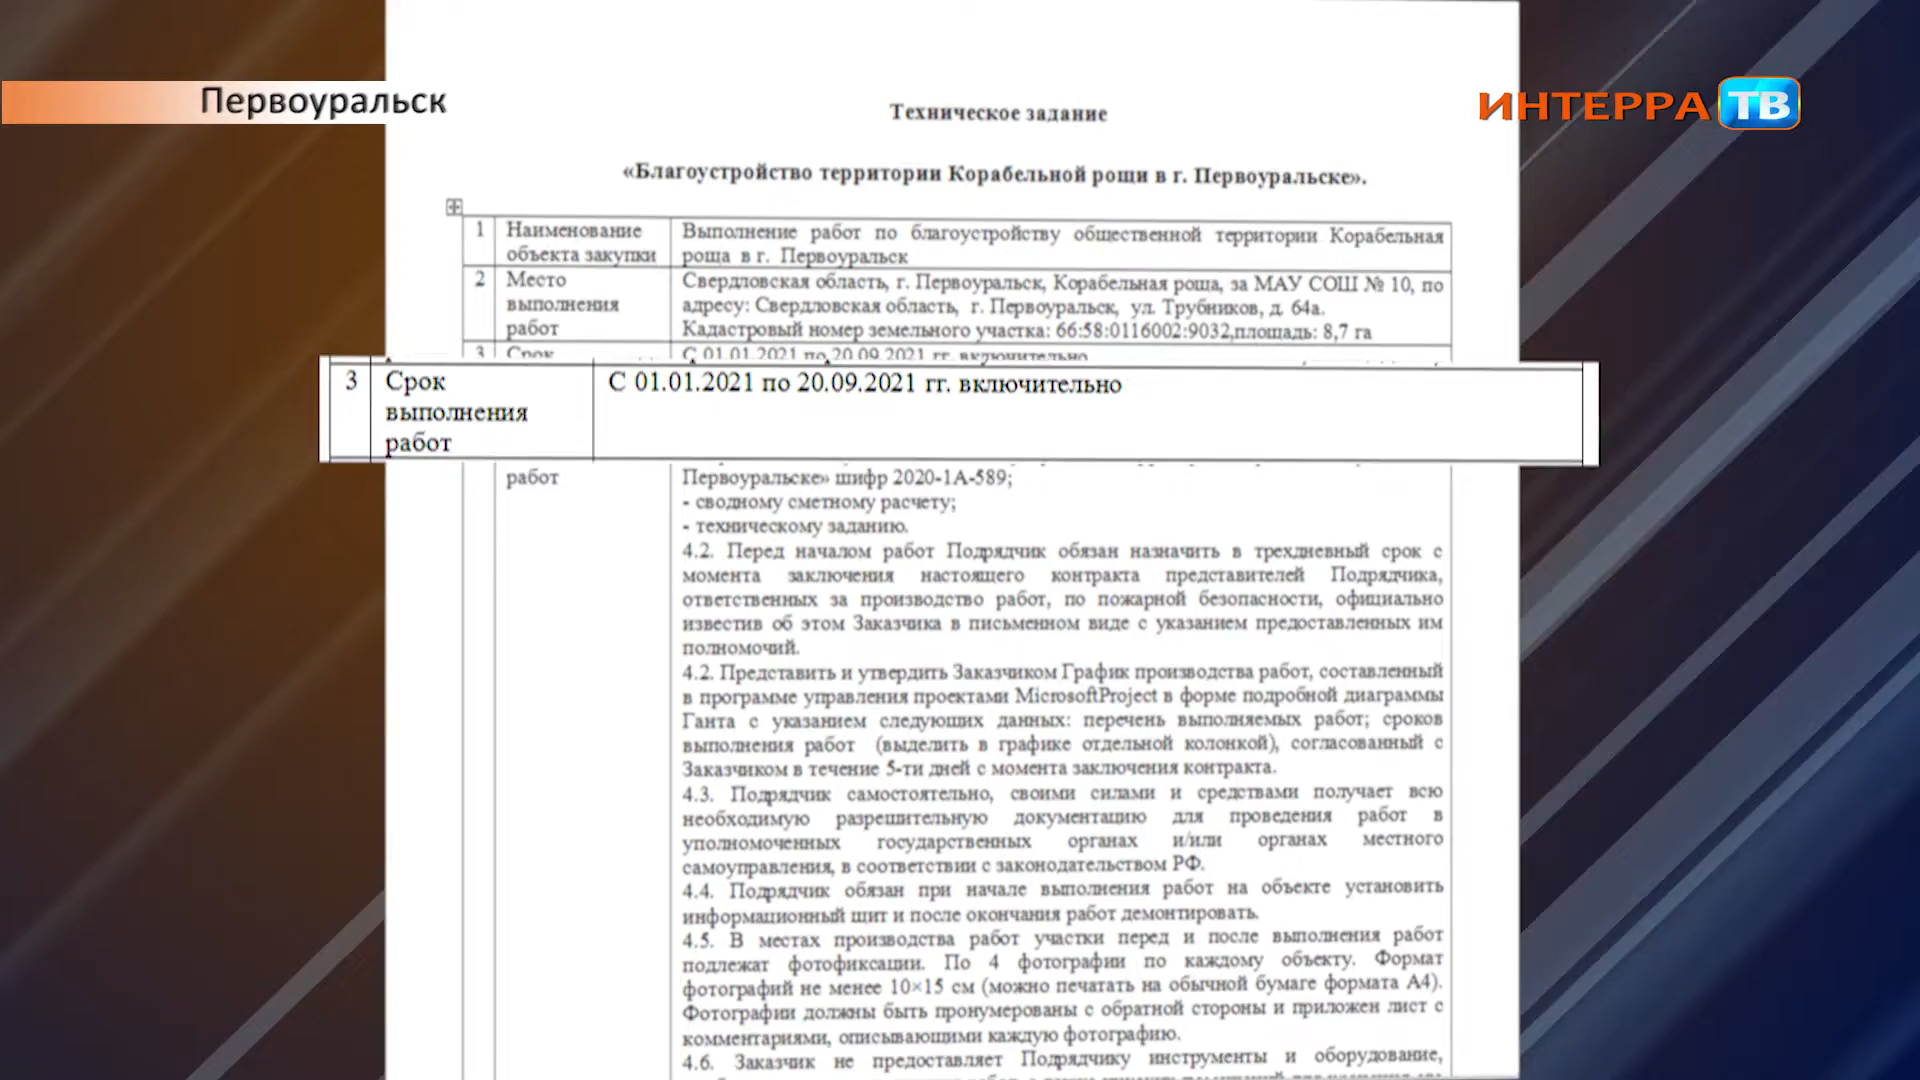 Первоуральск
ИНТЕРРА ТВ
Техническое задание
«Благоустройство территории Корабельной рощи в г. Первоуральске».
1 Наименование объекта закупки
Выполнение работ по благоустройству общественной территории Корабельная
роща в г. Первоуральск
2 Место
выполнения
работ
Свердловская область, г. Первоуральск, Корабельная роща, за МАУ СОШ № 10, по
адресу: Свердловская область, г. Первоуральск, ул. Трубников, д. 64а.
Кадастровый номер земельного участка: 66:58:0116002:9032,площадь: 8,7 га
3 Срок С 01.01.2021 по 20.09.2021 гг. включительно
3 Срок С 01.01.2021 по 20.09.2021 гг. включительно
выполнения
работ
работ Первоуральске» шифр 2020-1А-589;
- сводному сметному расчету;
- техническому заданию.
4.2. Перед началом работ Подрядчик обязан назначить в трехдневный срок с
момента заключения настоящего контракта представителей Подрядчика,
ответственных за производство работ, по пожарной безопасности, официально
известив об этом Заказчика в письменном виде с указанием предоставленных им
полномочий.
4.2. Представить и утвердить Заказчиком График производства работ, составленный
в программе управления проектами MicrosoftProject в форме подробной диаграммы
Ганта с указанием следующих данных: перечень выполняемых работ; сроков
выполнения работ (выделить в графике отдельной колонкой), согласованный с
Заказчиком в течение 5-ти дней с момента заключения контракта.
4.3. Подрядчик самостоятельно, своими силами и средствами получает всю
необходимую разрешительную документацию для проведения работ в
уполномоченных государственных органах и/или органах местного
самоуправления, в соответствии с законодательством РФ.
4.4. Подрядчик обязан при начале выполнения работ на объекте установить
информационный щит и после окончания работ демонтировать.
4.5. В местах производства работ участки перед и после выполнения работ
подлежат фотофиксации. По 4 фотографии по каждому объекту. Формат
фотографий не менее 10×15 см (можно печатать на обычной бумаге формата А4).
Фотографии должны быть пронумерованы с обратной стороны и приложен лист с
комментариями, описывающими каждую фотографию.
4.6. Заказчик не предоставляет Подрядчику инструменты и оборудование,